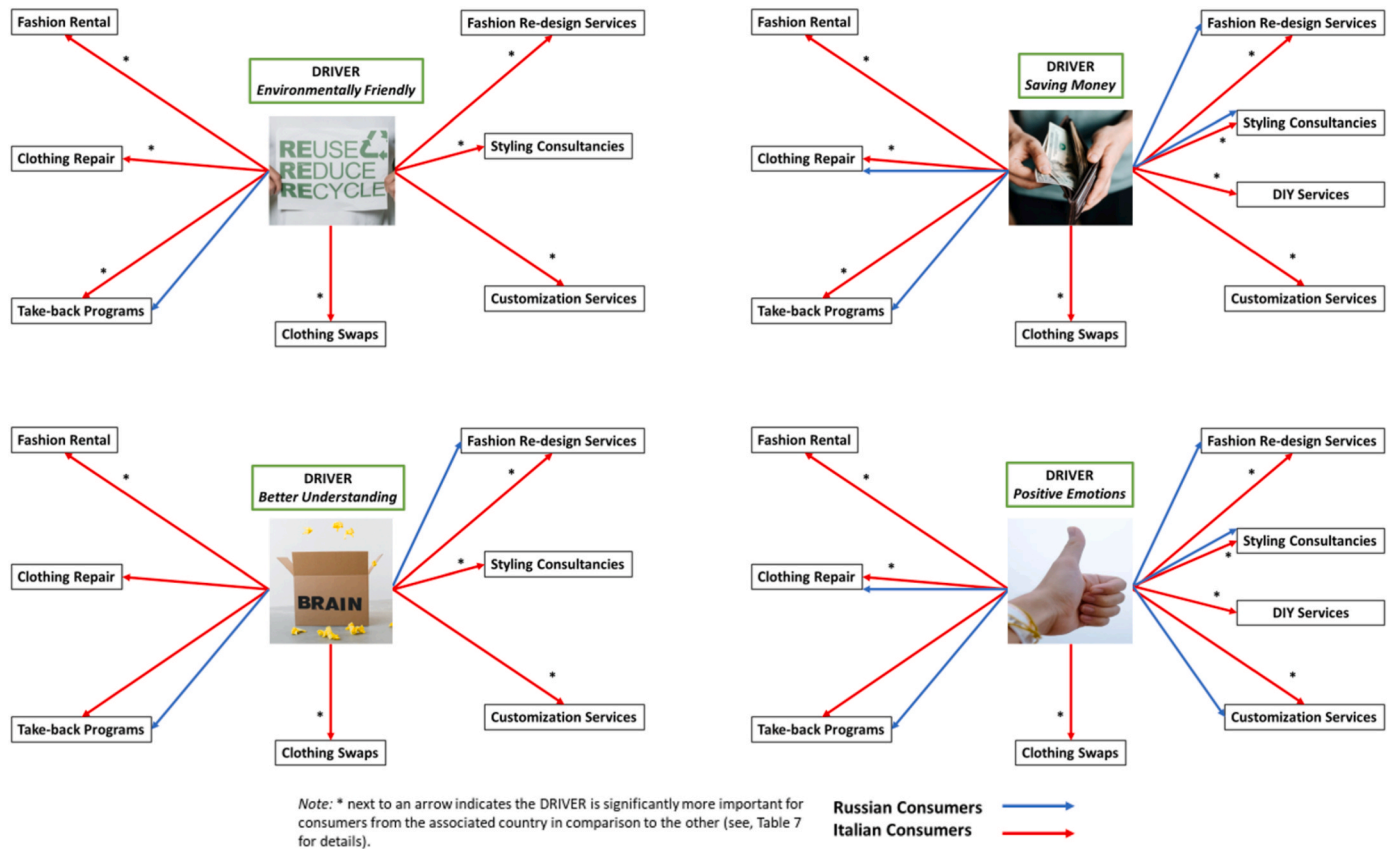 Fashion Rental
*
DRIVER
Environmentally Friendly
Fashion Re-design Services
*
REUSE
REDUCE
RECYCLE
Clothing Repair
*
Styling Consultancies
*
Take-back Programs
*
Clothing Swaps
*
Customization Services
*
Fashion Rental
*
DRIVER
Saving Money
Fashion Re-design Services
*
Styling Consultancies
*
Clothing Repair
*
DIY Services
*
Take-back Programs
*
Clothing Swaps
*
Customization Services
*
Fashion Rental
*
DRIVER
Better Understanding
Fashion Re-design Services
*
BRAIN
Clothing Repair
Styling Consultancies
*
Take-back Programs
Clothing Swaps
*
Customization Services
*
Fashion Rental
*
DRIVER
Positive Emotions
Fashion Re-design Services
*
Styling Consultancies
*
Clothing Repair
*
DIY Services
*
Take-back Programs
Clothing Swaps
*
Customization Services
*
Note: * next to an arrow indicates the DRIVER is significantly more important for
consumers from the associated country in comparison to the other (see, Table 7
for details).
Russian Consumers
Italian Consumers